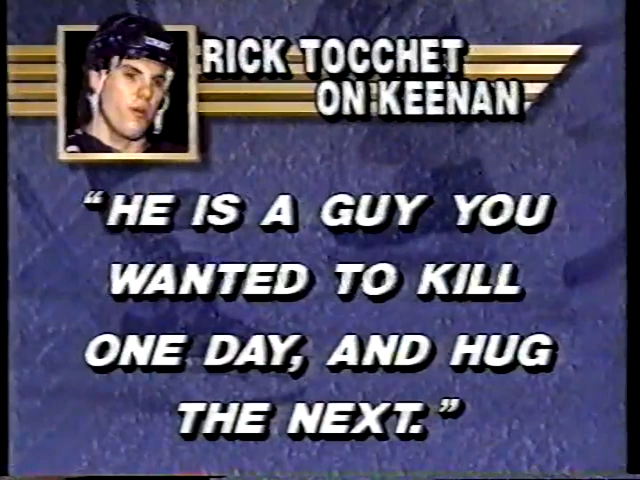 RICK TOCCHET
ON KEENAN
"HE IS A GUY YOU
WANTED TO KILL
ONE DAY, AND HUG
THE NEXT."